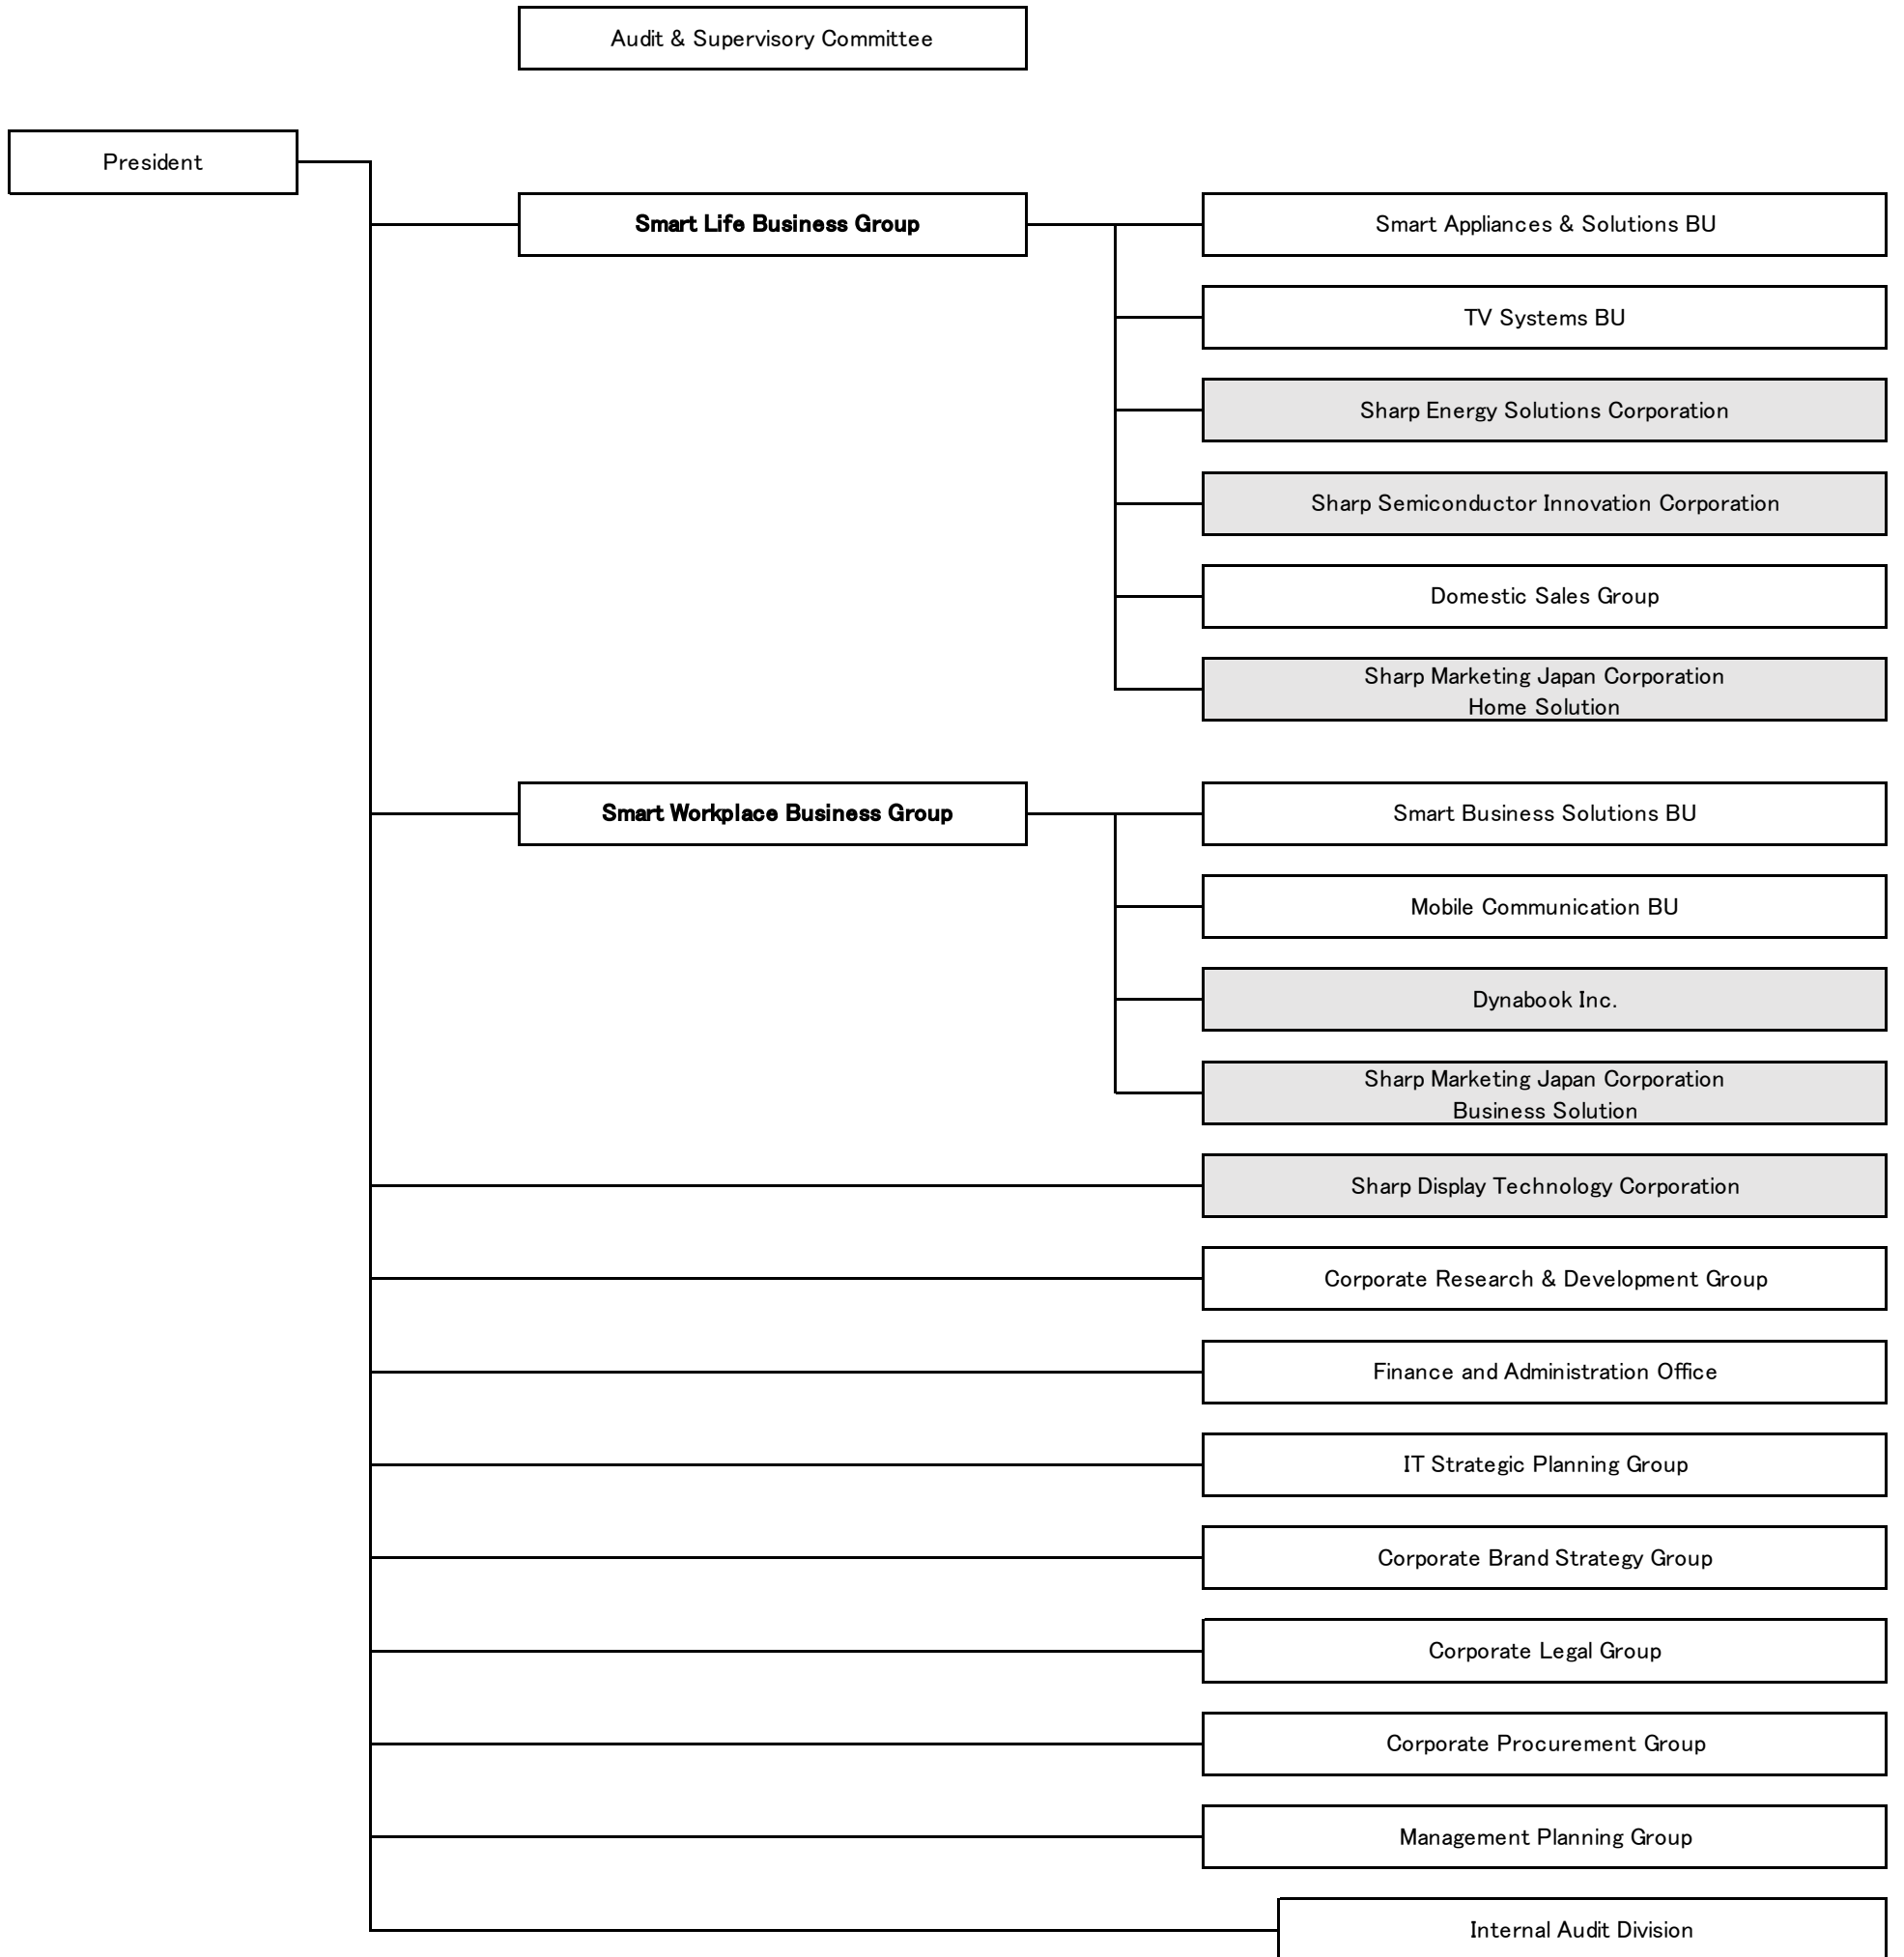 Audit & Supervisory Committee
President
Smart Life Business Group
Smart Appliances & Solutions BU
TV Systems BU
Sharp Energy Solutions Corporation
Sharp Semiconductor Innovation Corporation
Domestic Sales Group
Sharp Marketing Japan Corporation
Home Solution
Smart Workplace Business Group
Smart Business Solutions BU
Mobile Communication BU
Dynabook Inc.
Sharp Marketing Japan Corporation
Business Solution
Sharp Display Technology Corporation
Corporate Research & Development Group
Finance and Administration Office
IT Strategic Planning Group
Corporate Brand Strategy Group
Corporate Legal Group
Corporate Procurement Group
Management Planning Group
Internal Audit Division